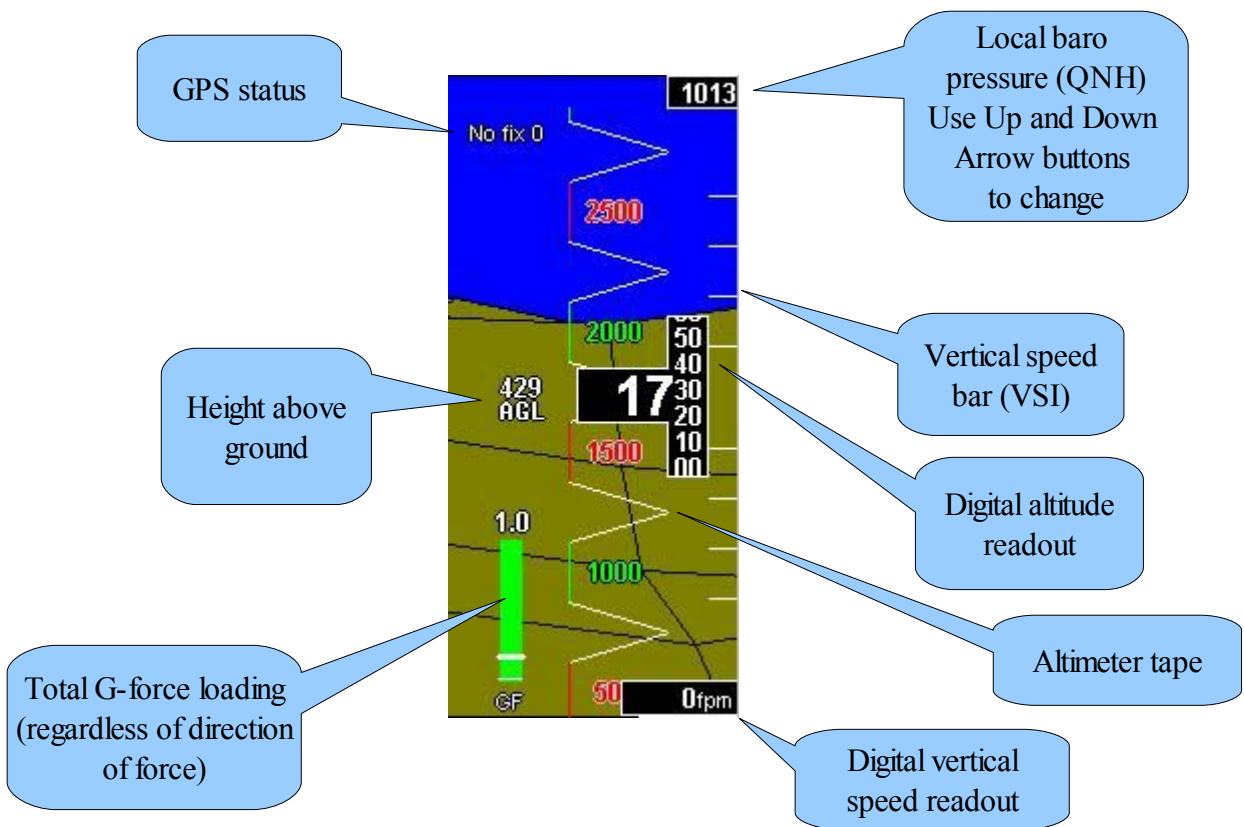 GPS status
Local baro
pressure (QNH)
Use Up and Down
Arrow buttons
to change
1013
No fix 0
2500
2000
50
40
Vertical speed
bar (VSI)
Height above
ground
429
AGL
17
30
20
10
00
1500
Digital altitude
readout
1.0
1000
Altimeter tape
Total G-force loading
(regardless of direction
of force)
GF
50
0fpm
Digital vertical
speed readout